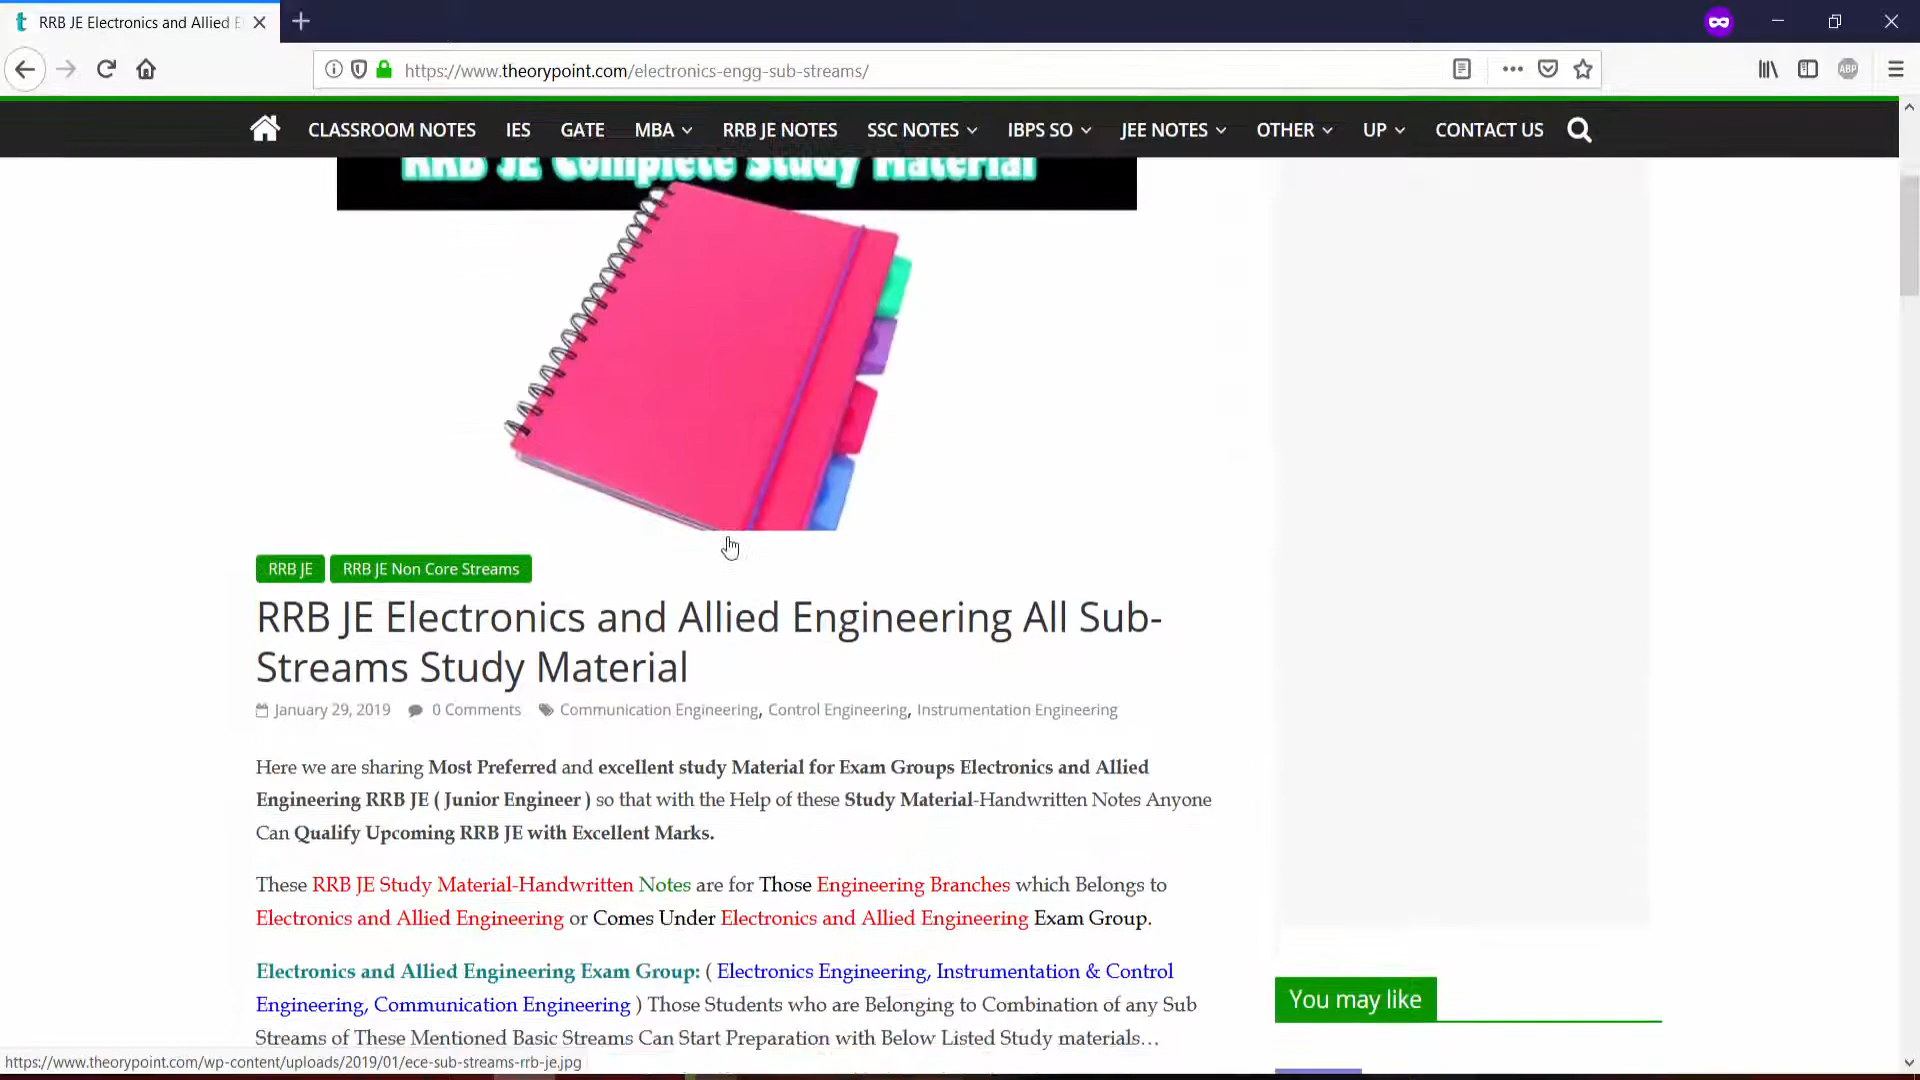 RRB JE Electronics and Allied E
https://www.theorypoint.com/electronics-engg-sub-streams/
ABP
CLASSROOM NOTES IES GATE MBA RRB JE NOTES SSC NOTES IBPS SO JEE NOTES OTHER UP CONTACT US
RRB JE Complete Study Material
RRB JE RRB JE Non Core Streams
RRB JE Electronics and Allied Engineering All Sub-
Streams Study Material
January 29, 2019 0 Comments Communication Engineering, Control Engineering, Instrumentation Engineering
Here we are sharing Most Preferred and excellent study Material for Exam Groups Electronics and Allied
Engineering RRB JE ( Junior Engineer ) so that with the Help of these Study Material-Handwritten Notes Anyone
Can Qualify Upcoming RRB JE with Excellent Marks.
These RRB JE Study Material-Handwritten Notes are for Those Engineering Branches which Belongs to
Electronics and Allied Engineering or Comes Under Electronics and Allied Engineering Exam Group.
Electronics and Allied Engineering Exam Group: ( Electronics Engineering, Instrumentation & Control
Engineering, Communication Engineering ) Those Students who are Belonging to Combination of any Sub
Streams of These Mentioned Basic Streams Can Start Preparation with Below Listed Study materials…
You may like
https://www.theorypoint.com/wp-content/uploads/2019/01/ece-sub-streams-rrb-je.jpg